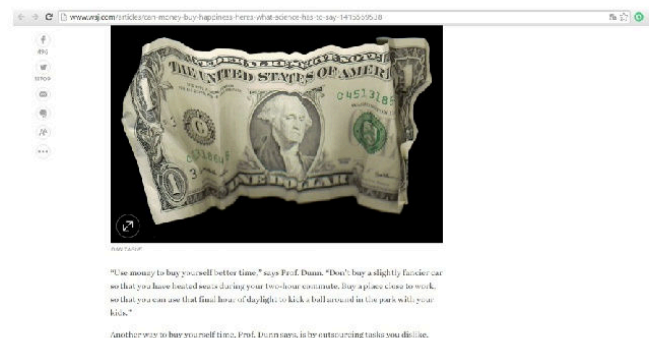 www.wsj.com/articles/can-money-buy-happiness-heres-what-science-has-to-say-1415569538
THE UNITED STATES OF AMERI
C
ONE DOLLAR
"Use money to buy yourself better time," says Prof. Dunn. "Don't buy a slightly fancier car
so that you have heated seats during your two-hour commute. Buy a place close to work,
so that you can use that final hour of daylight to kick a ball around in the park with your
kids."
Another way to buy yourself time, Prof. Dunn says, is by outsourcing tasks you dislike.